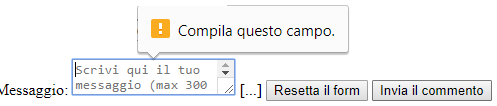 Compila questo campo.
Messaggio: Scrivi qui il tuo
messaggio (max 300 [...] Resetta il form Invia il commento